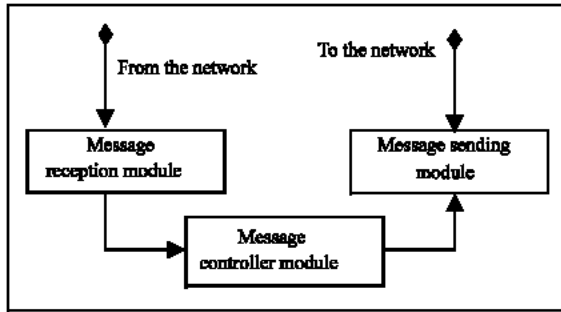 From the network
To the network
Message
reception module
Message sending
module
Message
controller module